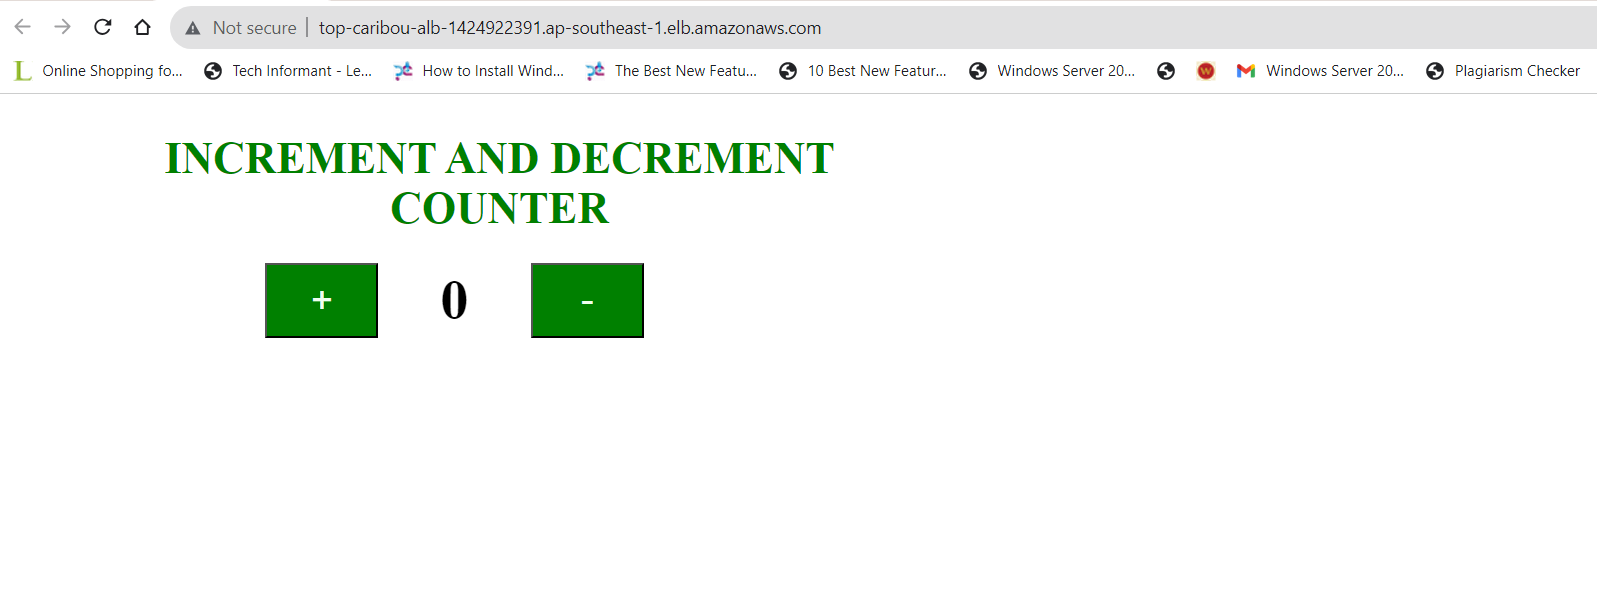 Not secure | top-caribou-alb-1424922391.ap-southeast-1.elb.amazonaws.com
L Online Shopping fo... Tech Informant - Le... How to Install Wind... The Best New Featu... 10 Best New Featur... Windows Server 20... W Windows Server 20... Plagiarism Checker
INCREMENT AND DECREMENT
COUNTER
+ 0 -